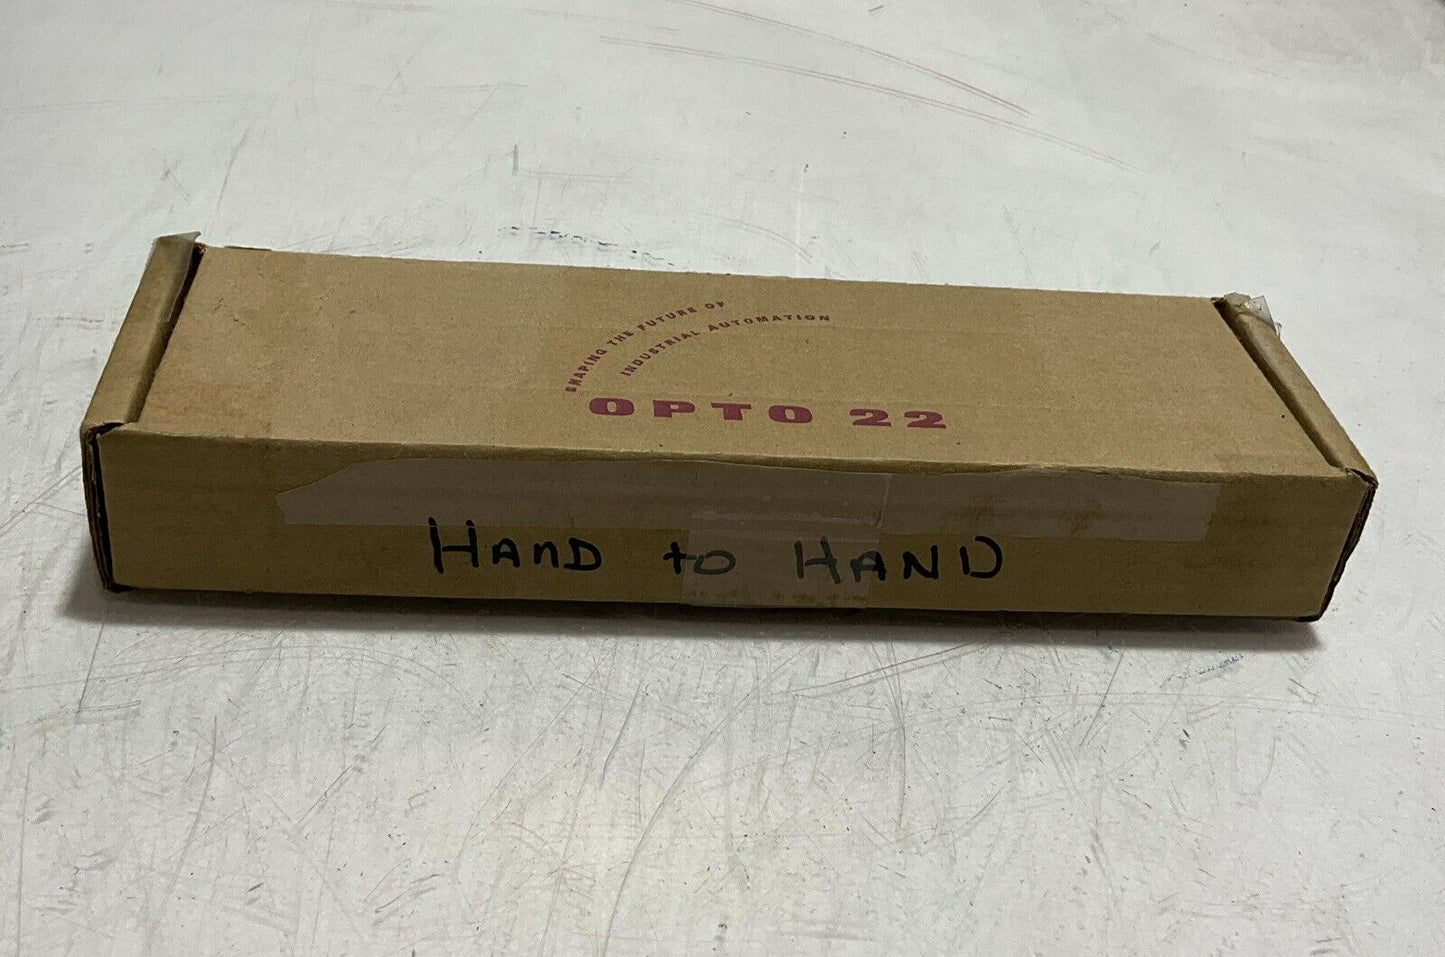 SHAPING THE FUTURE OF
INDUSTRIAL AUTOMATION
OPTO 22
HAnD to HAND